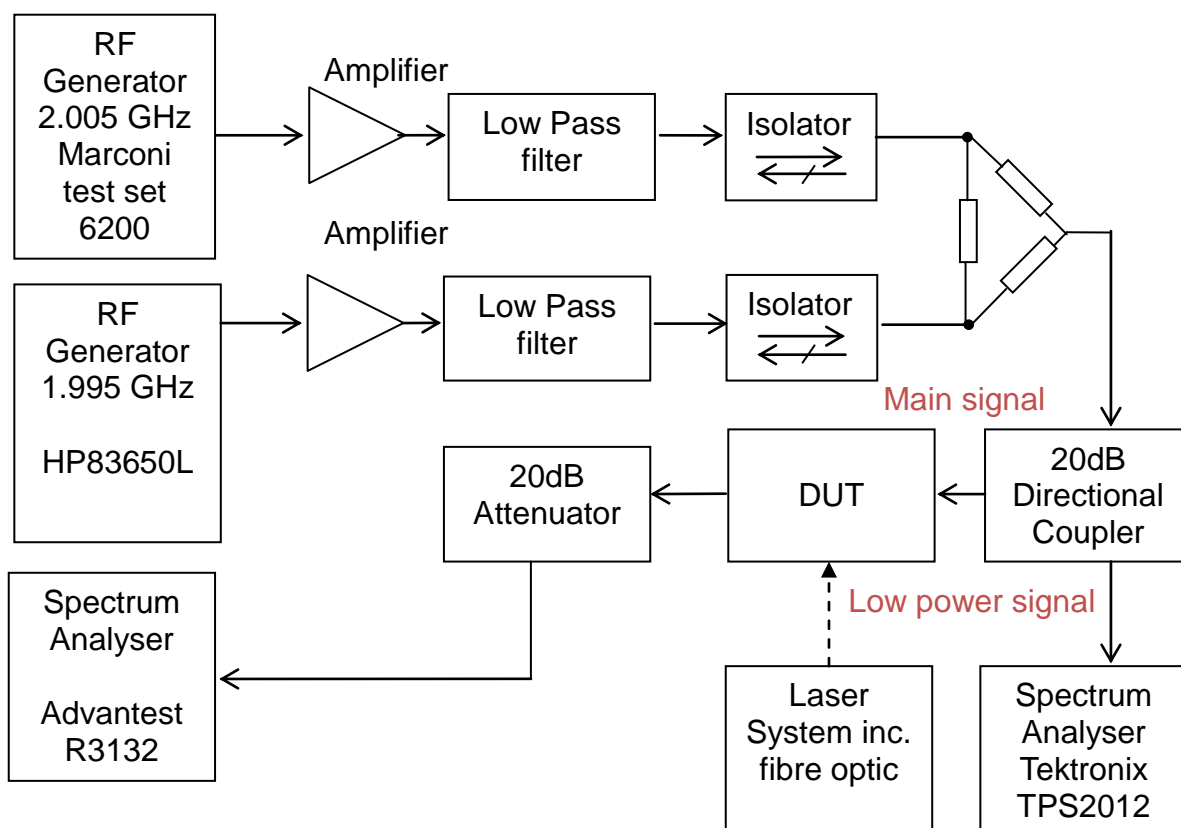 RF
Generator
2.005 GHz
Marconi
test set
6200
Amplifier
Low Pass
filter
Isolator
RF
Generator
1.995 GHz
HP83650L
Amplifier
Low Pass
filter
Isolator
Main signal
20dB
Attenuator
DUT
20dB
Directional
Coupler
Low power signal
Spectrum
Analyser
Advantest
R3132
Laser
System inc.
fibre optic
Spectrum
Analyser
Tektronix
TPS2012